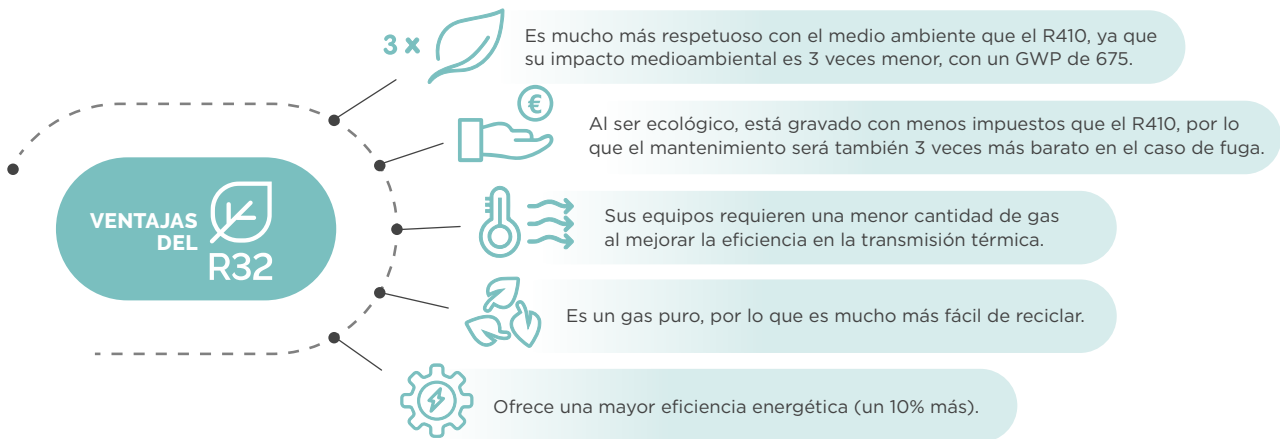 3 x
Es mucho más respetuoso con el medio ambiente que el R410, ya que
su impacto medioambiental es 3 veces menor, con un GWP de 675.
€
Al ser ecológico, está gravado con menos impuestos que el R410, por lo
que el mantenimiento será también 3 veces más barato en el caso de fuga.
VENTAJAS
DEL
R32
Sus equipos requieren una menor cantidad de gas
al mejorar la eficiencia en la transmisión térmica.
Es un gas puro, por lo que es mucho más fácil de reciclar.
Ofrece una mayor eficiencia energética (un 10% más).